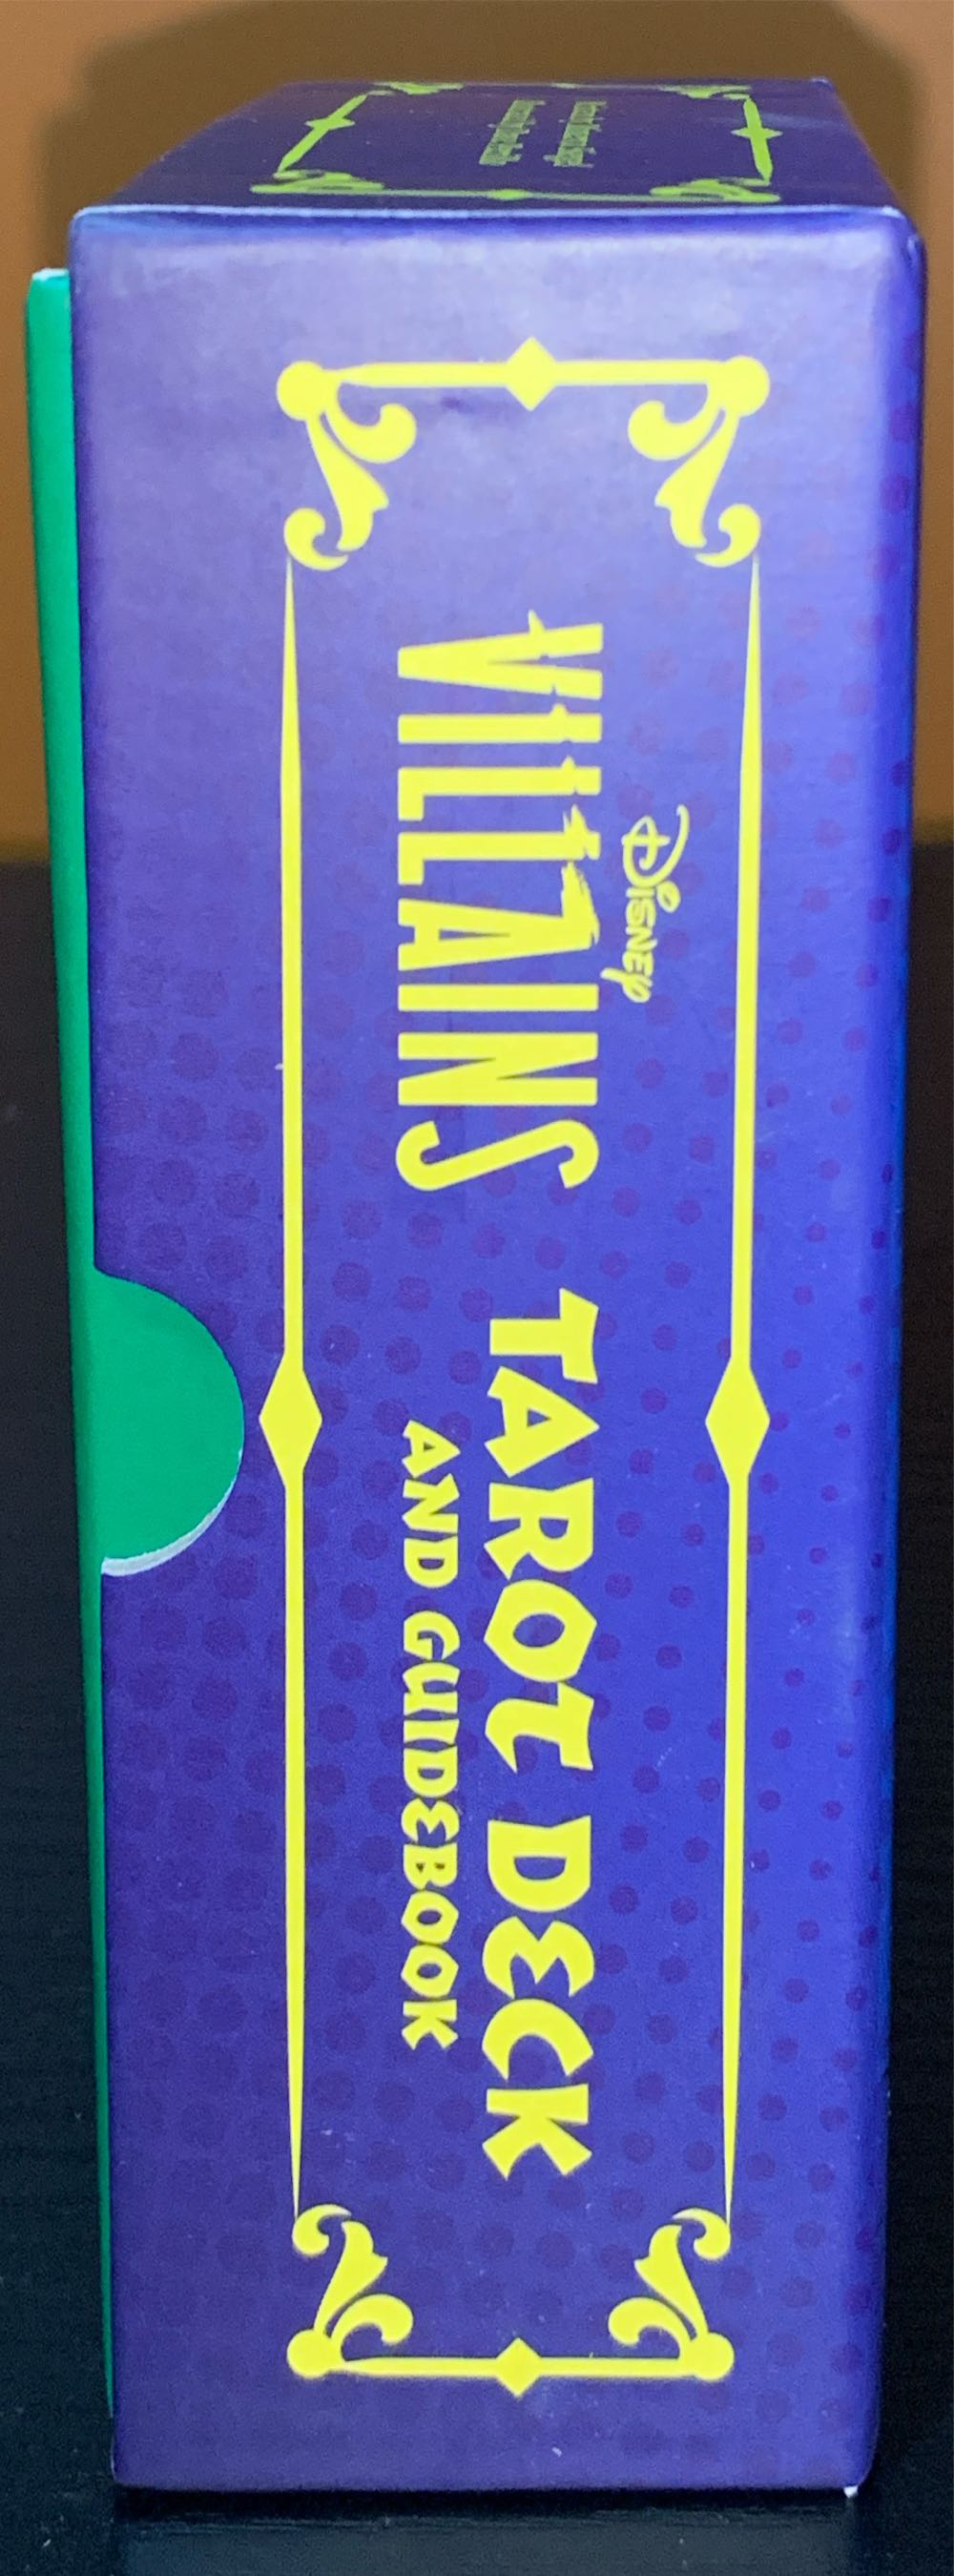 DISNEY
VILLAINS
TAROT DECK
AND GUIDEBOOK